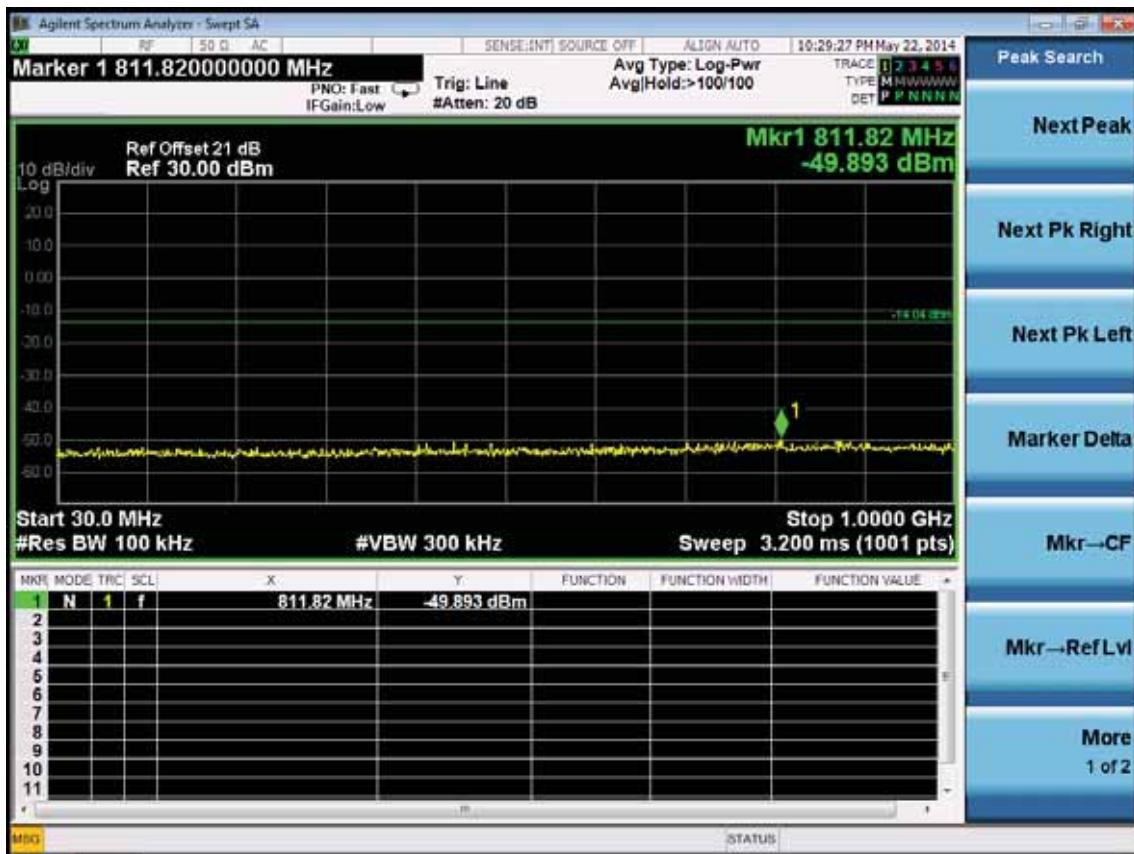 Agilent Spectrum Analyzer - Swept SA
RF 50 Ω AC SENSE:INT SOURCE OFF ALIGN AUTO 10:29:27 PM May 22, 2014
Marker 1 811.820000000 MHz
PNO: Fast
IFGain:Low
Trig: Line
#Atten: 20 dB
Avg Type: Log-Pwr
Avg|Hold:>100/100
TRACE 1 2 3 4 5 6
TYPE M M W W W W W
DET P P N N N N
Mkr1 811.82 MHz
-49.893 dBm
10 dB/div
Log
Ref Offset 21 dB
Ref 30.00 dBm
20.0
10.0
0.00
-10.0
-14.04 dBm
-20.0
-30.0
-40.0
1
-50.0
-60.0
Start 30.0 MHz
Stop 1.0000 GHz
#Res BW 100 kHz
#VBW 300 kHz
Sweep 3.200 ms (1001 pts)
MKR MODE TRC SCL X Y FUNCTION FUNCTION WIDTH FUNCTION VALUE
1 N 1 f 811.82 MHz -49.893 dBm
2
3
4
5
6
7
8
9
10
11
MSG
STATUS
Peak Search
Next Peak
Next Pk Right
Next Pk Left
Marker Delta
Mkr→CF
Mkr→Ref Lvl
More
1 of 2